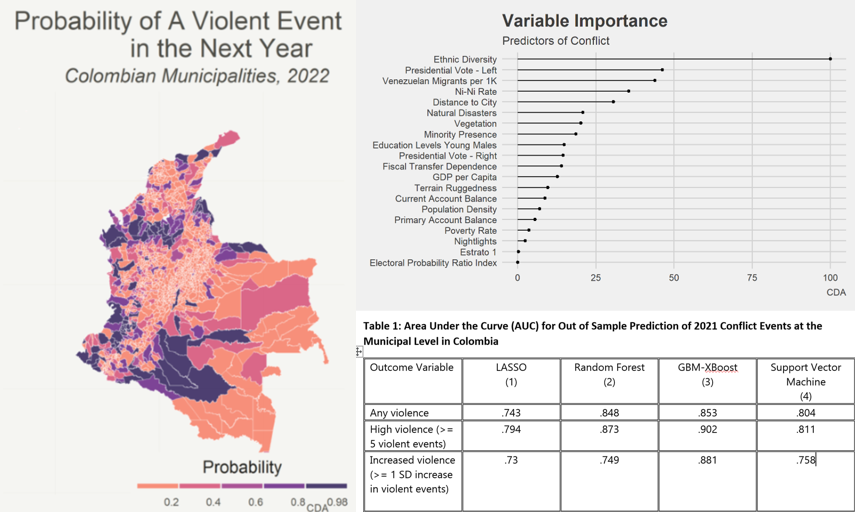 Probability of A Violent Event
in the Next Year
Colombian Municipalities, 2022
Probability
0.2 0.4 0.6 0.8 0.98
CDA
Variable Importance
Predictors of Conflict
Ethnic Diversity
Presidential Vote - Left
Venezuelan Migrants per 1K
Ni-Ni Rate
Distance to City
Natural Disasters
Vegetation
Minority Presence
Education Levels Young Males
Presidential Vote - Right
Fiscal Transfer Dependence
GDP per Capita
Terrain Ruggedness
Current Account Balance
Population Density
Primary Account Balance
Poverty Rate
Nightlights
Estrato 1
Electoral Probability Ratio Index
0 25 50 75 100
CDA
Table 1: Area Under the Curve (AUC) for Out of Sample Prediction of 2021 Conflict Events at the
Municipal Level in Colombia
Outcome Variable LASSO Random Forest GBM-XBoost Support Vector
(1) (2) (3) Machine
(4)
Any violence .743 .848 .853 .804
High violence (>= .794 .873 .902 .811
5 violent events)
Increased violence .73 .749 .881 .758
(>= 1 SD increase
in violent events)